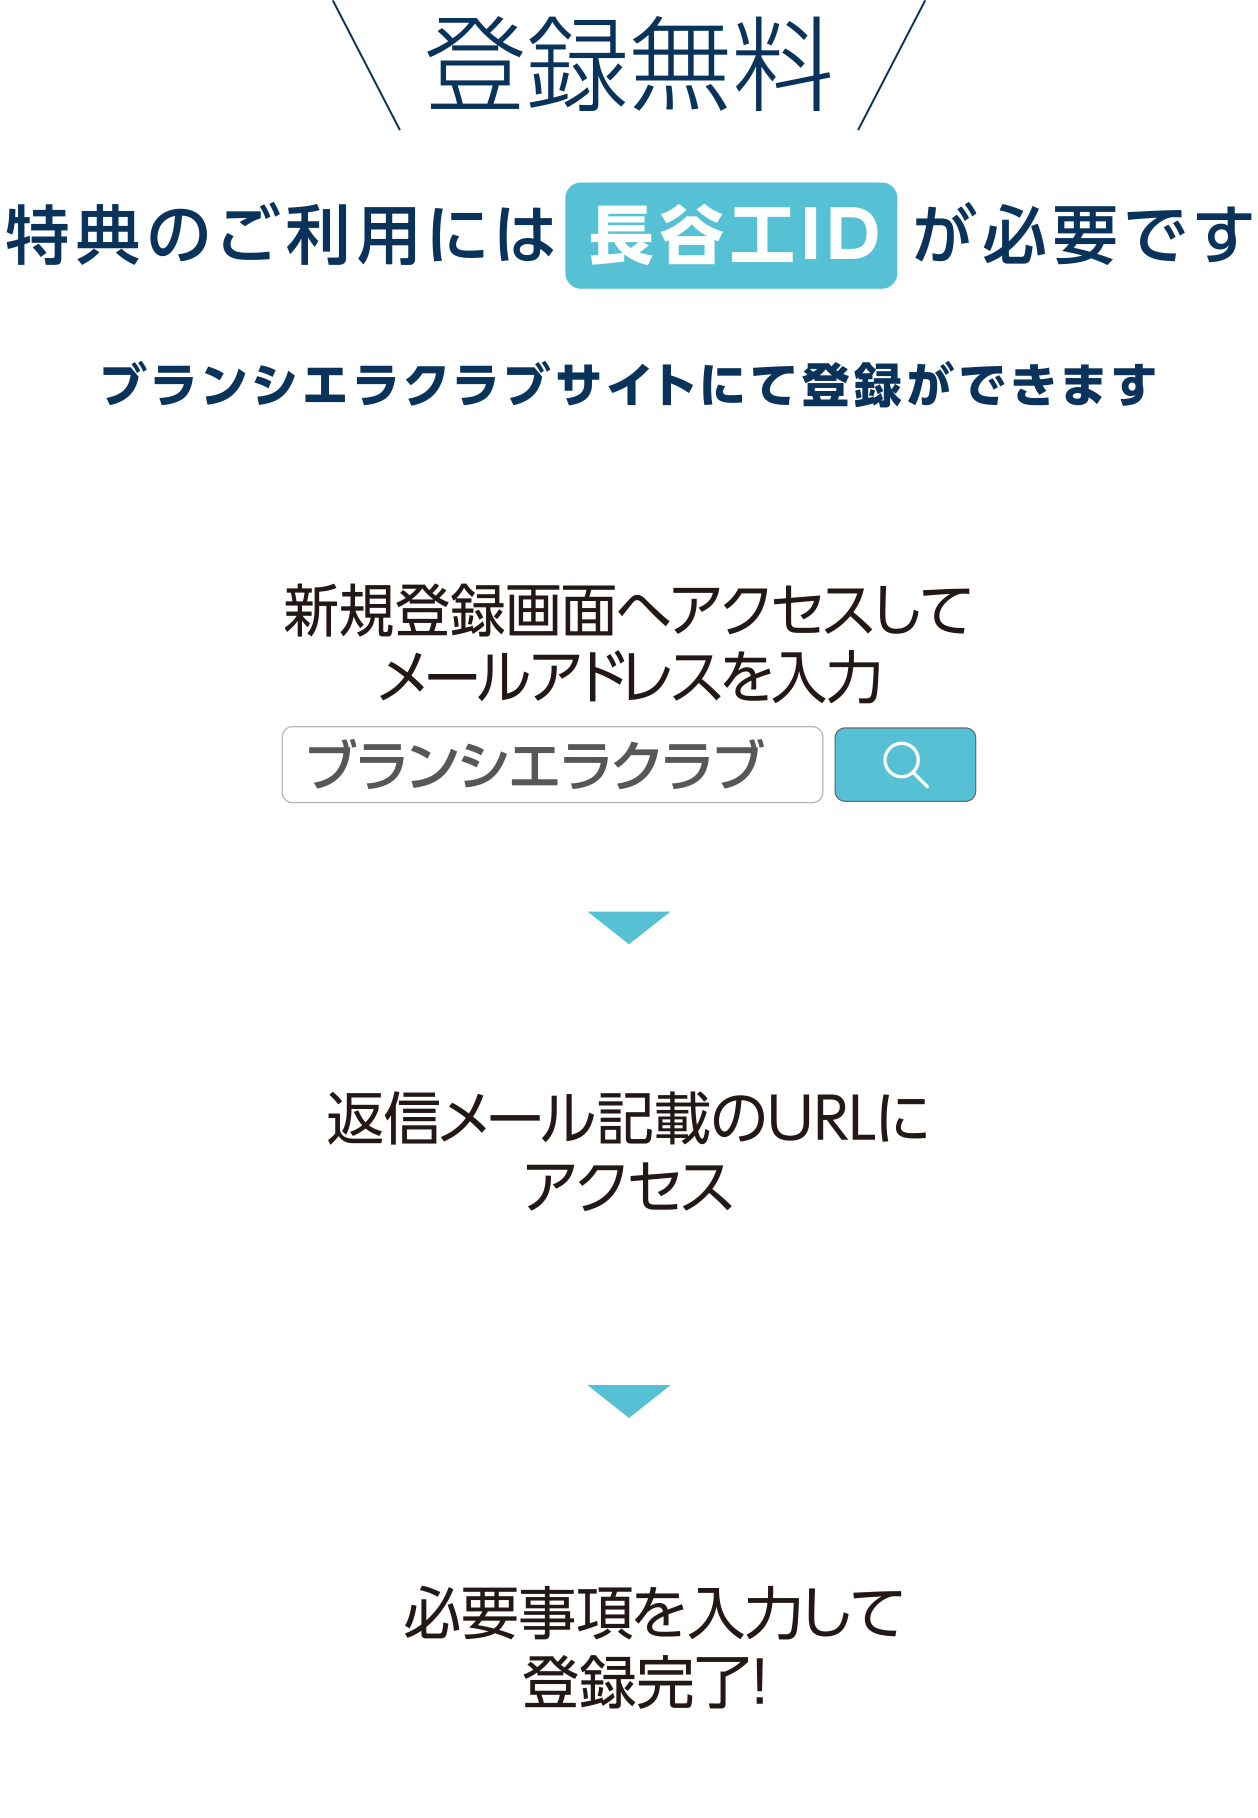 登録無料
特典のご利用には 長谷工ID が必要です
ブランシエラクラブサイトにて登録ができます
新規登録画面へアクセスして
メールアドレスを入力
ブランシエラクラブ
返信メール記載のURLに
アクセス
必要事項を入力して
登録完了!